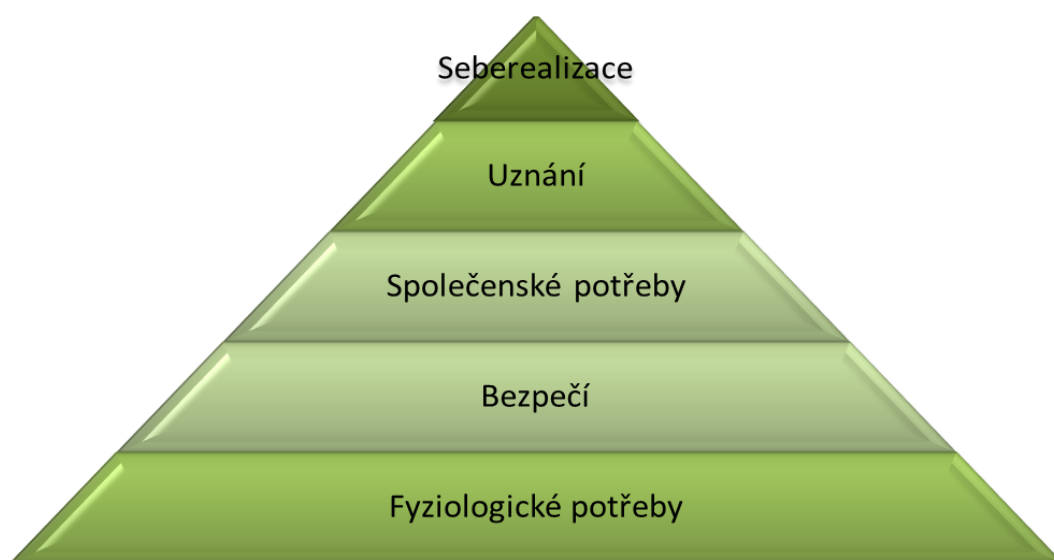 Seberealizace
Uznání
Společenské potřeby
Bezpečí
Fyziologické potřeby